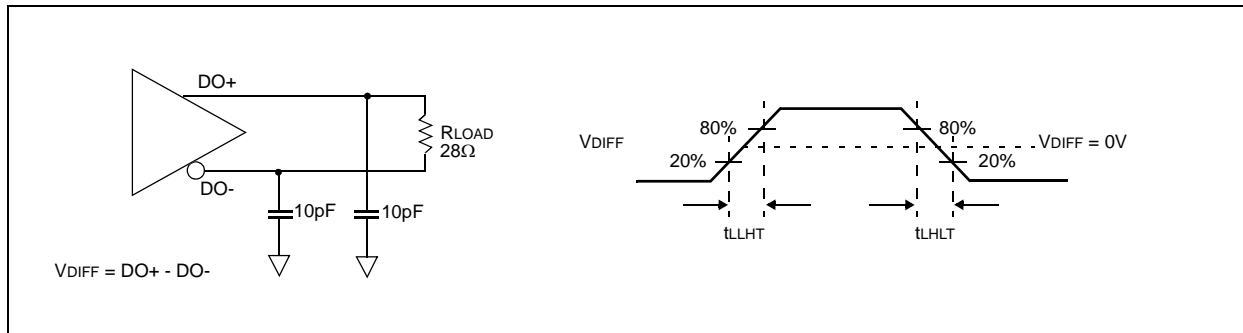 DO+
RLOAD
28Ω
DO-
10pF
10pF
VDIFF = DO+ - DO-
VDIFF
80%
80%
VDIFF = 0V
20%
20%
tLLHT
tLHLT